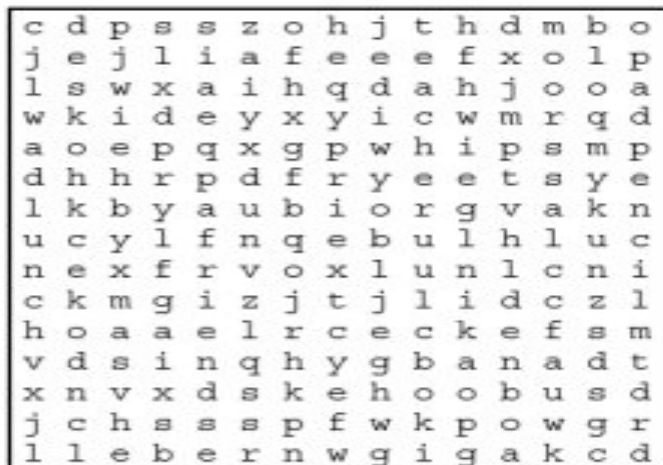 c d p s s z o h j t h d m b o
j e j l i a f e e e f x o l p
l s w x a i h q d a h j o o a
w k i d e y x y i c w m r q d
a o e p q x g p w h i p s m p
d h h r p d f r y e e t s y e
l k b y a u b i o r g v a k n
u c y l f n q e b u l h l u c
n e x f r v o x l u n l c n i
c k m g i z j t j l i d c z l
h o a a e l r c e c k e f s m
v d s i n q h y g b a n a d t
x n v x d s k e h o o b u s d
j c h s s s p f w k p o w g r
l l e b e r n w g i g a k c d